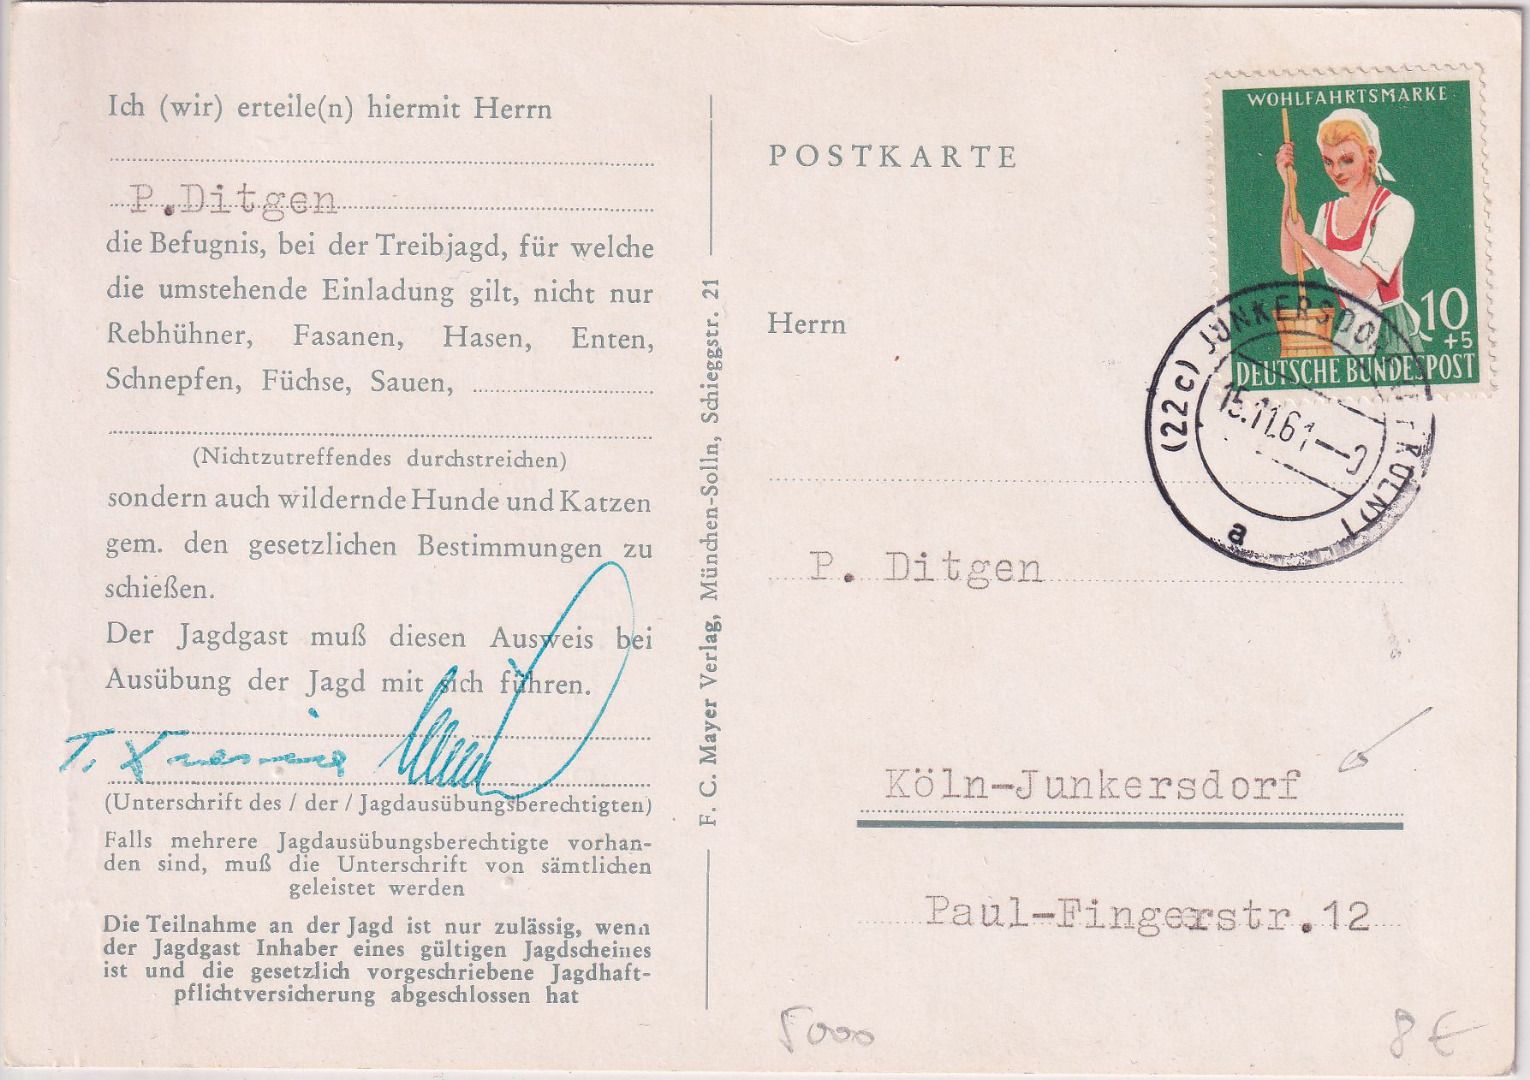 Ich (wir) erteile(n) hiermit Herrn
P. Ditgen
die Befugnis, bei der Treibjagd, für welche
die umstehende Einladung gilt, nicht nur
Rebhühner, Fasanen, Hasen, Enten,
Schnepfen, Füchse, Sauen,
(Nichtzutreffendes durchstreichen)
sondern auch wildernde Hunde und Katzen
gem. den gesetzlichen Bestimmungen zu
schießen.
Der Jagdgast muß diesen Ausweis bei
Ausübung der Jagd mit sich führen.
(Unterschrift des / der / Jagdausübungsberechtigten)
Falls mehrere Jagdausübungsberechtigte vorhan-
den sind, muß die Unterschrift von sämtlichen
geleistet werden
Die Teilnahme an der Jagd ist nur zulässig, wenn
der Jagdgast Inhaber eines gültigen Jagdscheines
ist und die gesetzlich vorgeschriebene Jagdhaft-
pflichtversicherung abgeschlossen hat
F. C. Mayer Verlag, München-Solln, Schieggstr. 21
POSTKARTE
WOHLFAHRTSMARKE
10
+5
DEUTSCHE BUNDESPOST
(22c) JUNKERSDORF
15.11.61
a
Herrn
P. Ditgen
Köln-Junkersdorf
Paul-Fingerstr.12
5000
8 €